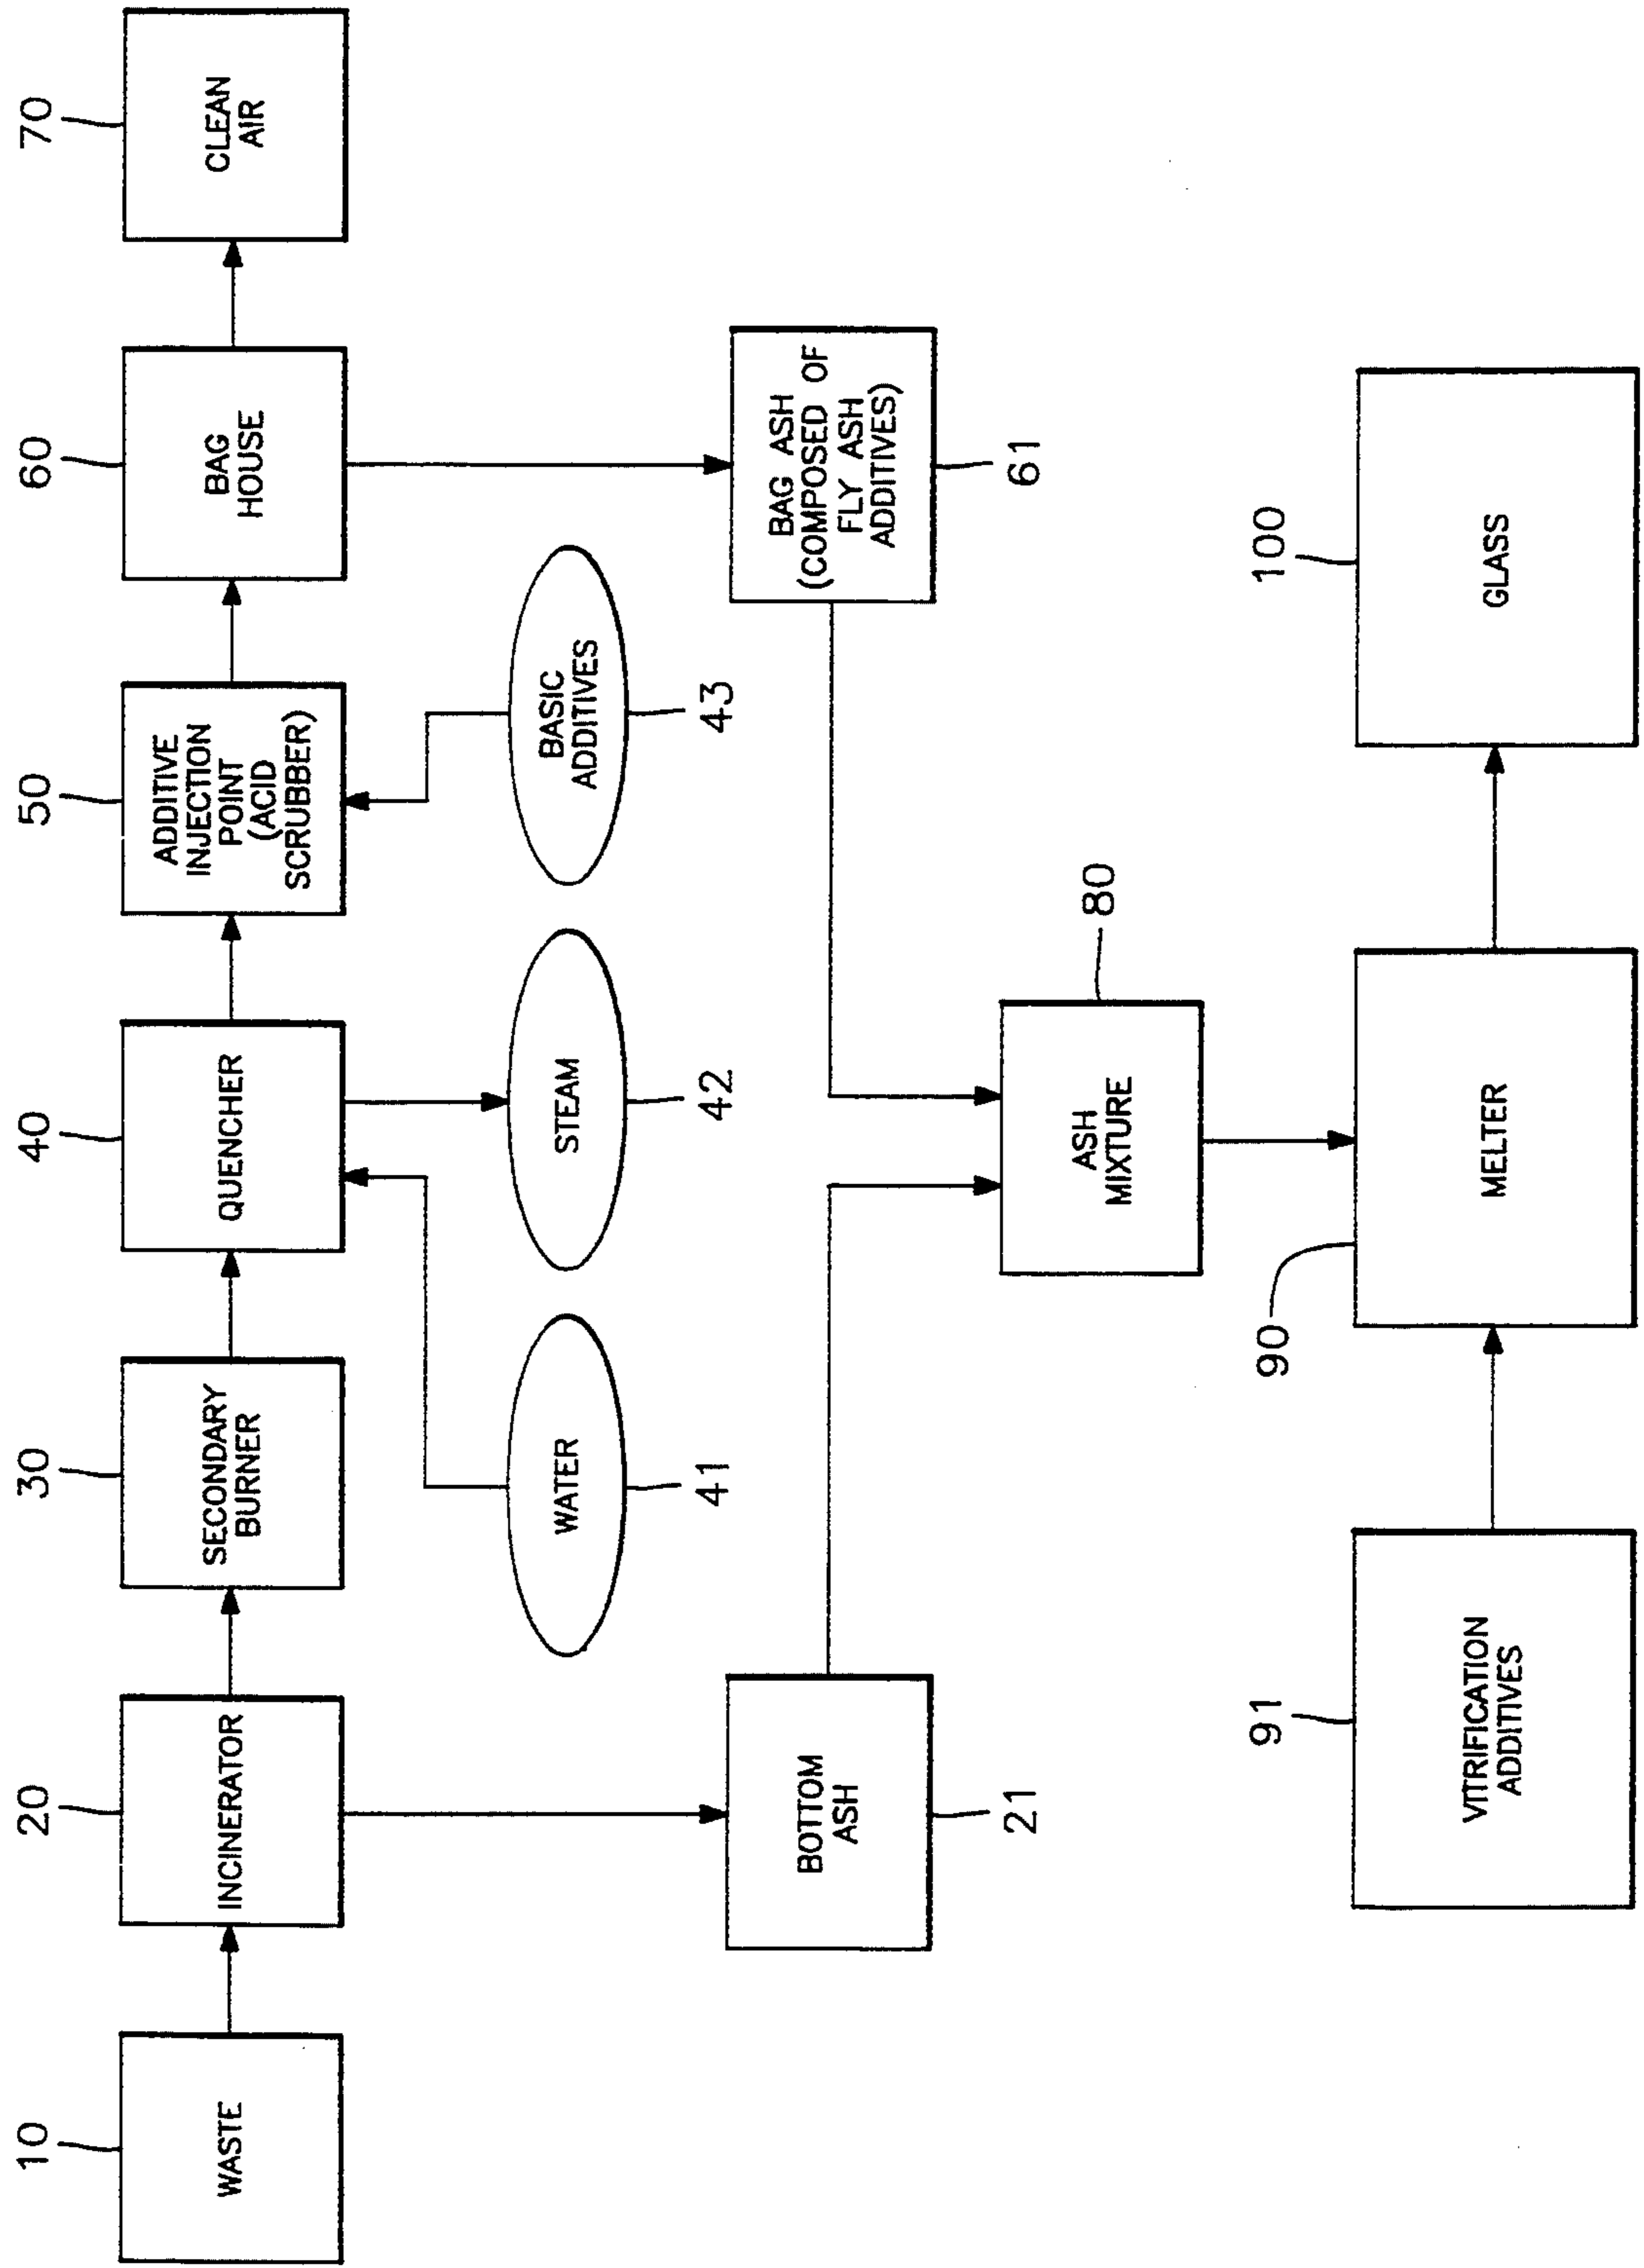 10
WASTE
20
INCINERATOR
30
SECONDARY
BURNER
40
QUENCHER
50
ADDITIVE
INJECTION
POINT
(ACID
SCRUBBER)
60
BAG
HOUSE
70
CLEAN
AIR
WATER
41
STEAM
42
BASIC
ADDITIVES
43
BOTTOM
ASH
21
BAG ASH
(COMPOSED OF
FLY ASH
ADDITIVES)
61
80
ASH
MIXTURE
91
VITRIFICATION
ADDITIVES
90
MELTER
100
GLASS